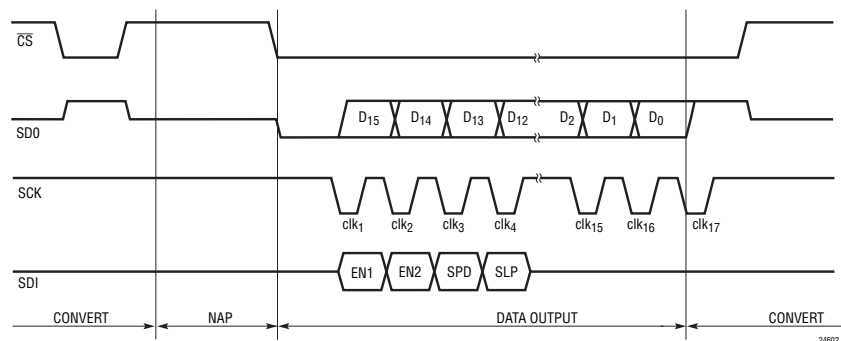 CS
SD0
D15 D14 D13 D12 D2 D1 D0
SCK
clk1 clk2 clk3 clk4 clk15 clk16 clk17
SDI
EN1 EN2 SPD SLP
CONVERT NAP DATA OUTPUT CONVERT